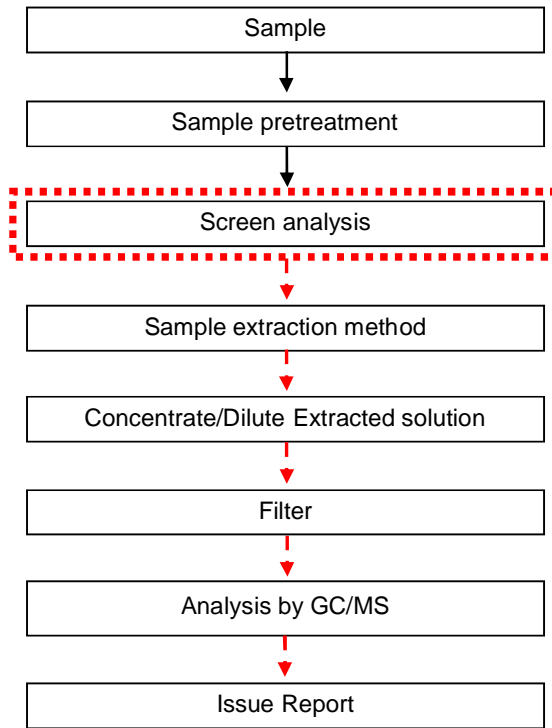 Sample
Sample pretreatment
Screen analysis
Sample extraction method
Concentrate/Dilute Extracted solution
Filter
Analysis by GC/MS
Issue Report